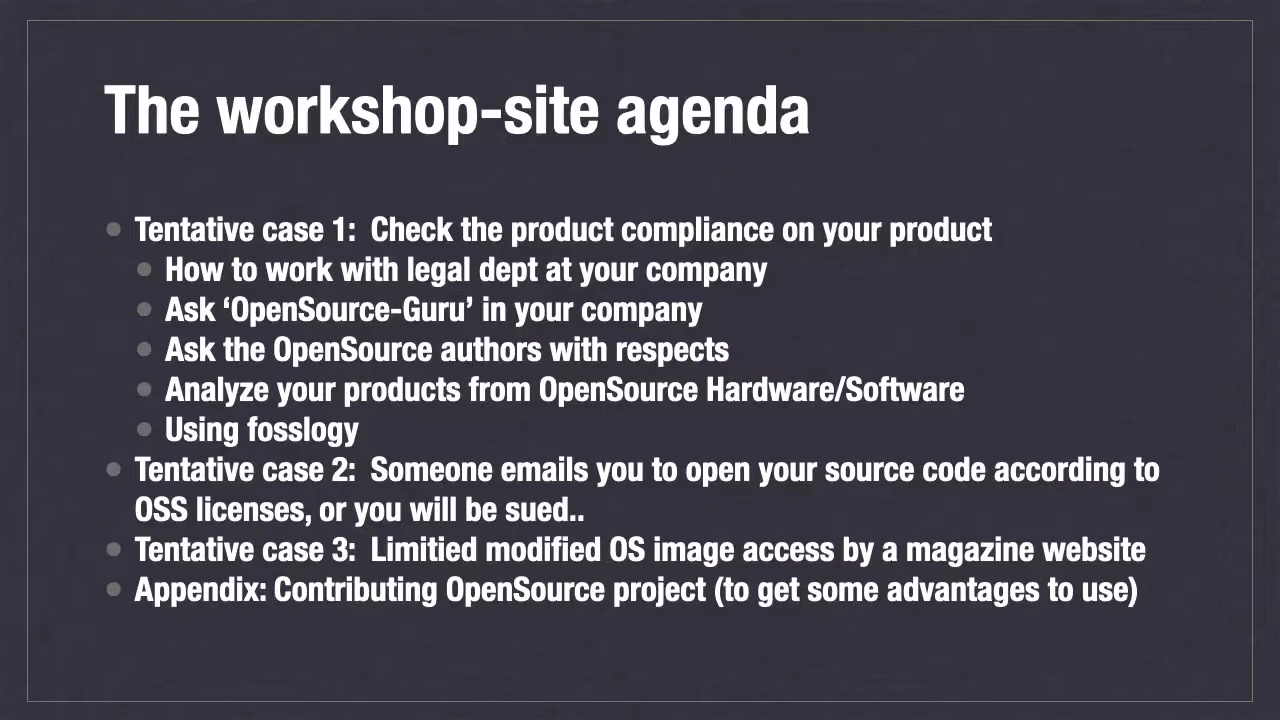 The workshop-site agenda
Tentative case 1:  Check the product compliance on your product
How to work with legal dept at your company
Ask ‘OpenSource-Guru’ in your company
Ask the OpenSource authors with respects
Analyze your products from OpenSource Hardware/Software
Using fosslogy
Tentative case 2:  Someone emails you to open your source code according to
OSS licenses, or you will be sued..
Tentative case 3:  Limitied modified OS image access by a magazine website
Appendix: Contributing OpenSource project (to get some advantages to use)